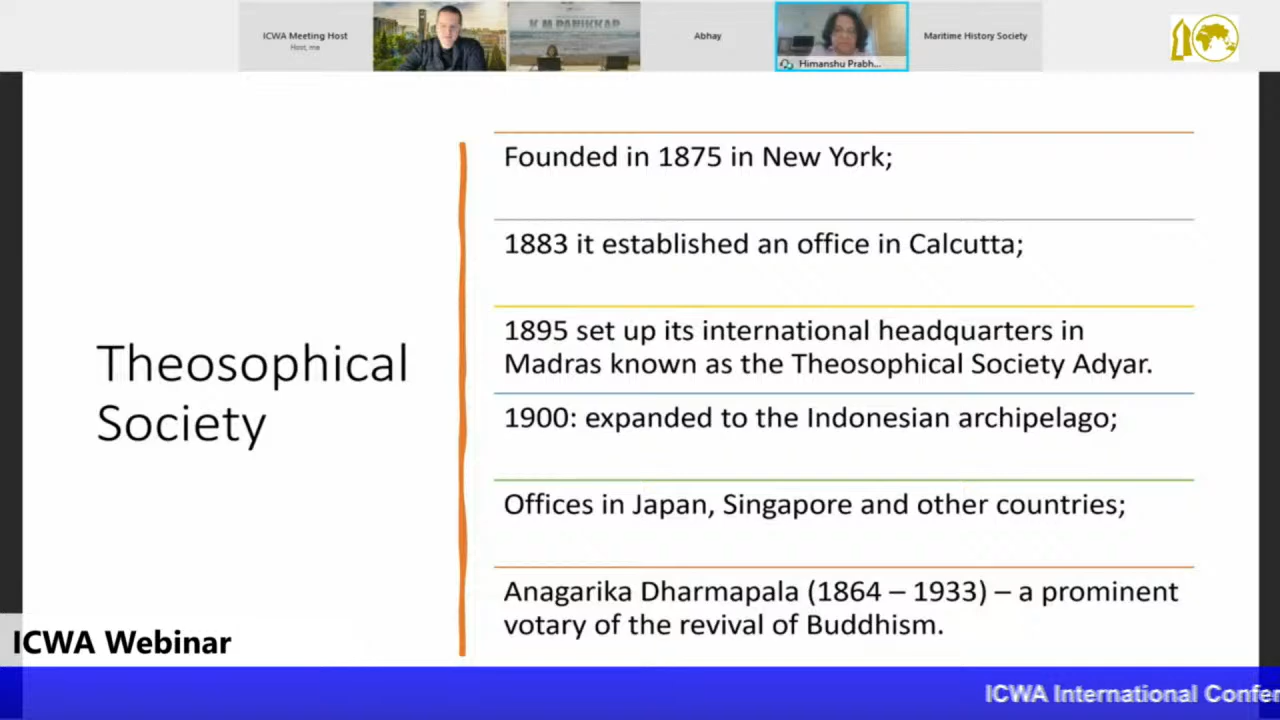 ICWA Meeting Host
Host, me
K M PANIKKAR
Abhay
Himanshu Prabh...
Maritime History Society
Theosophical
Society
Founded in 1875 in New York;
1883 it established an office in Calcutta;
1895 set up its international headquarters in
Madras known as the Theosophical Society Adyar.
1900: expanded to the Indonesian archipelago;
Offices in Japan, Singapore and other countries;
Anagarika Dharmapala (1864 – 1933) – a prominent
votary of the revival of Buddhism.
ICWA Webinar
ICWA International Confer